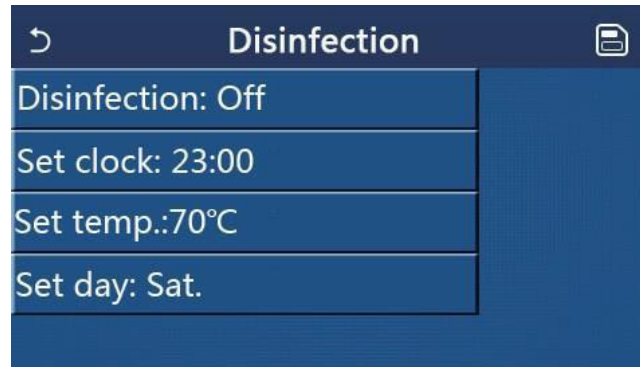 Disinfection
Disinfection: Off
Set clock: 23:00
Set temp.:70℃
Set day: Sat.